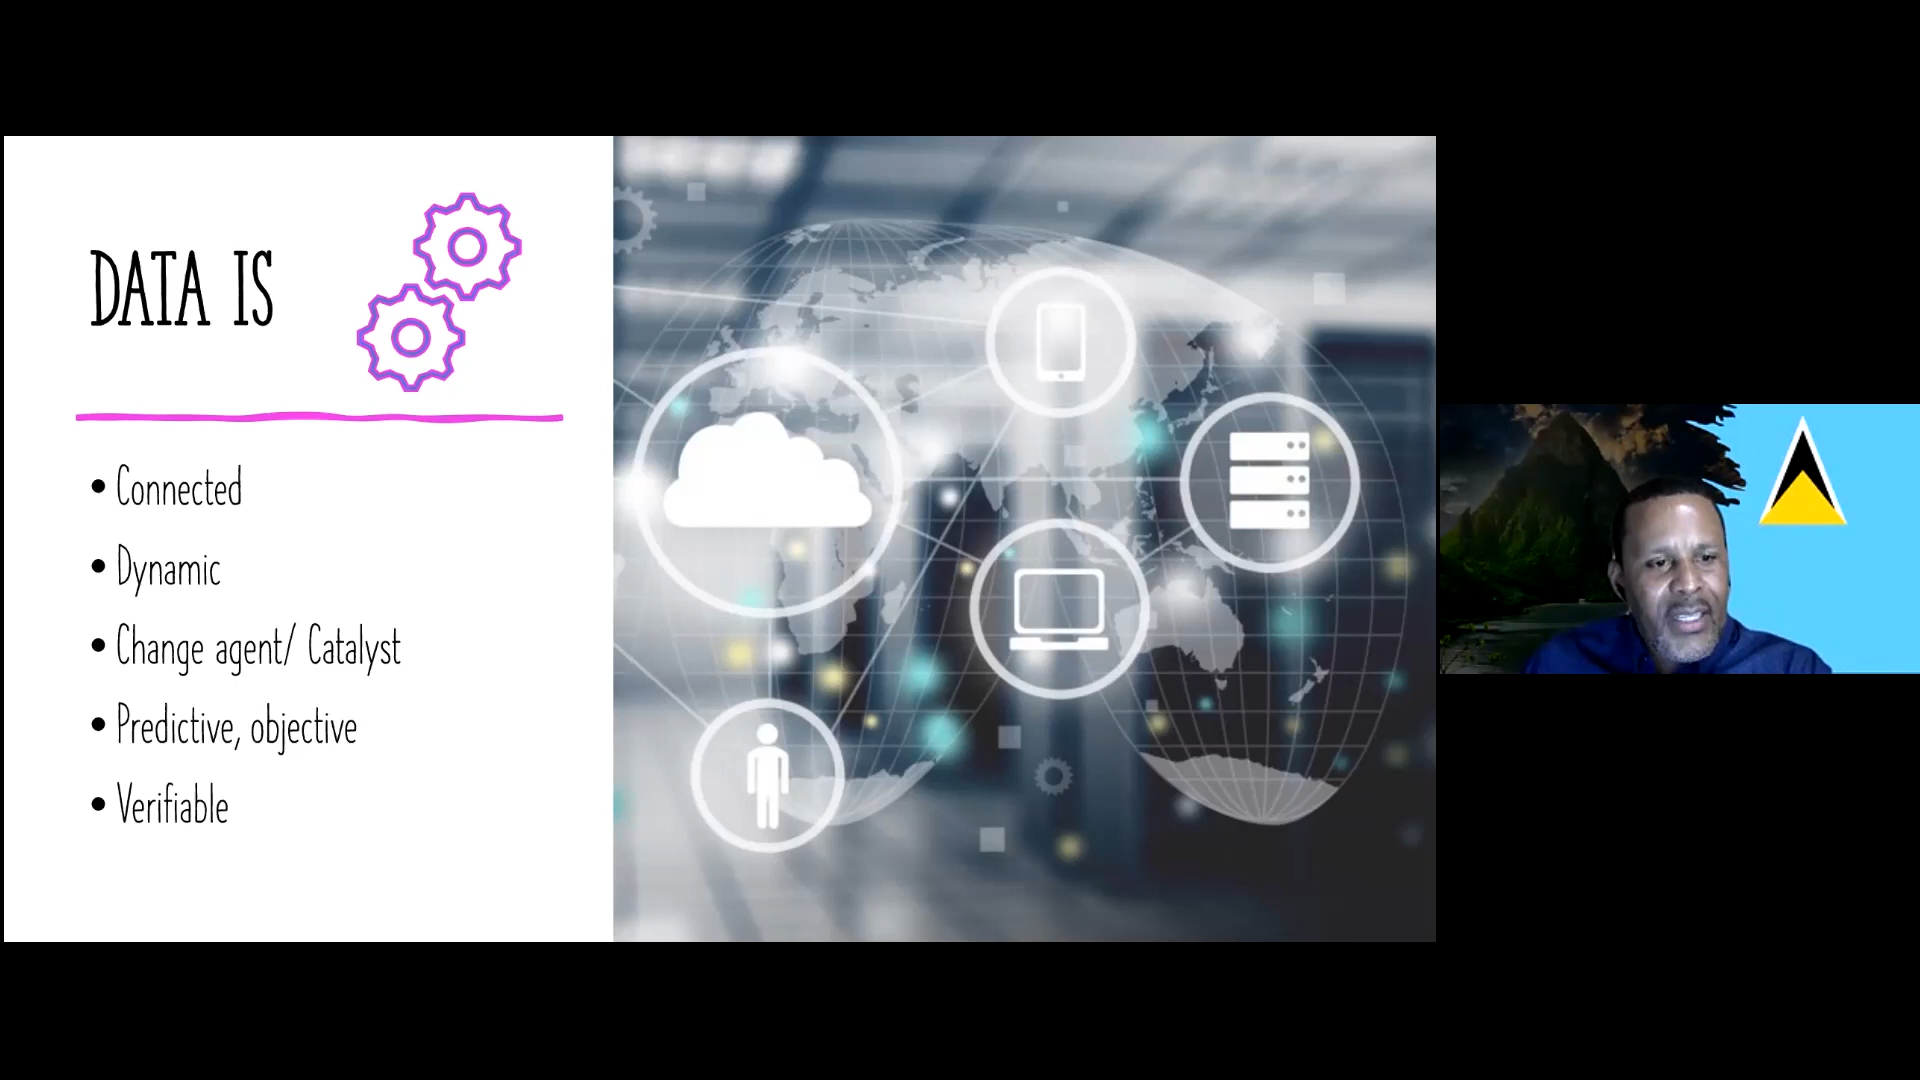 DATA IS
• Connected
• Dynamic
• Change agent/ Catalyst
• Predictive, objective
• Verifiable